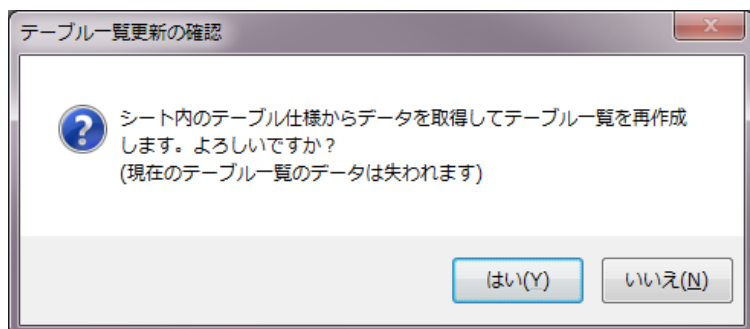 テーブル一覧更新の確認
シート内のテーブル仕様からデータを取得してテーブル一覧を再作成
します。よろしいですか？
(現在のテーブル一覧のデータは失われます)
はい(Y) いいえ(N)